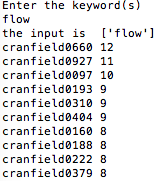 Enter the keyword(s)
flow
the input is  ['flow']
cranfield0660 12
cranfield0927 11
cranfield0097 10
cranfield0193 9
cranfield0310 9
cranfield0404 9
cranfield0160 8
cranfield0188 8
cranfield0222 8
cranfield0379 8